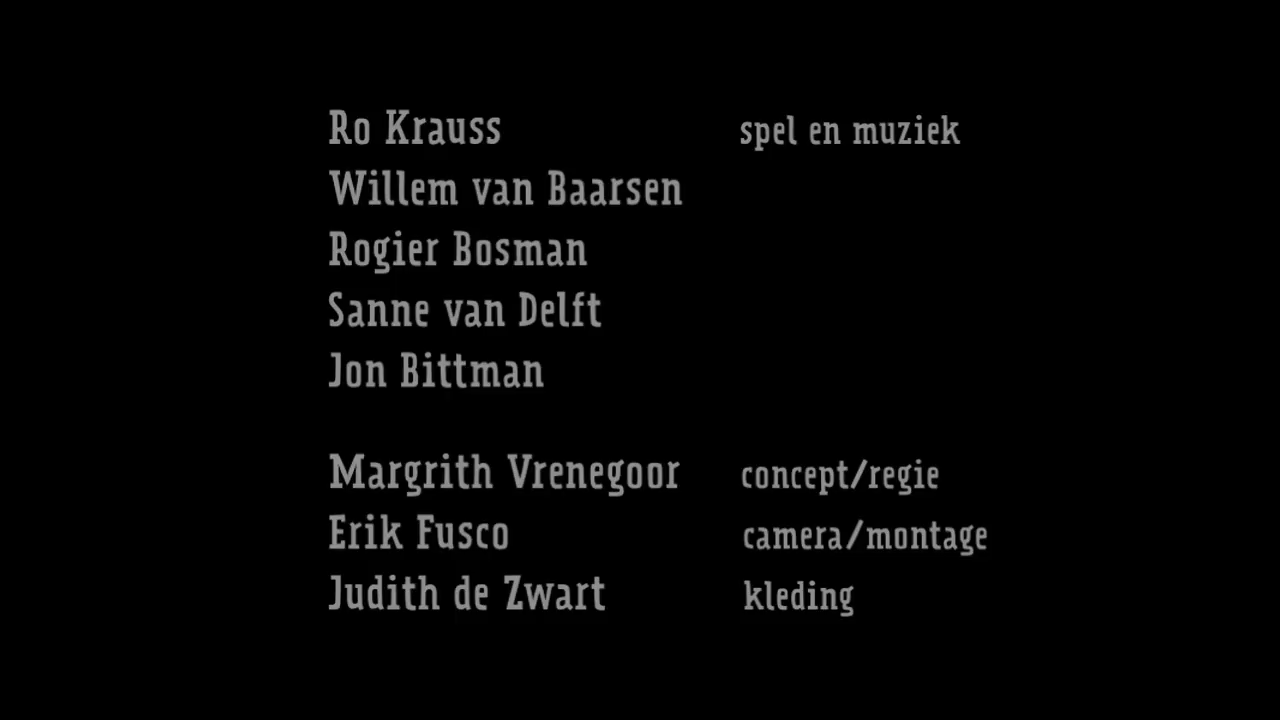 Ro Krauss spel en muziek
Willem van Baarsen
Rogier Bosman
Sanne van Delft
Jon Bittman
Margrith Vrenegoor concept/regie
Erik Fusco camera/montage
Judith de Zwart kleding